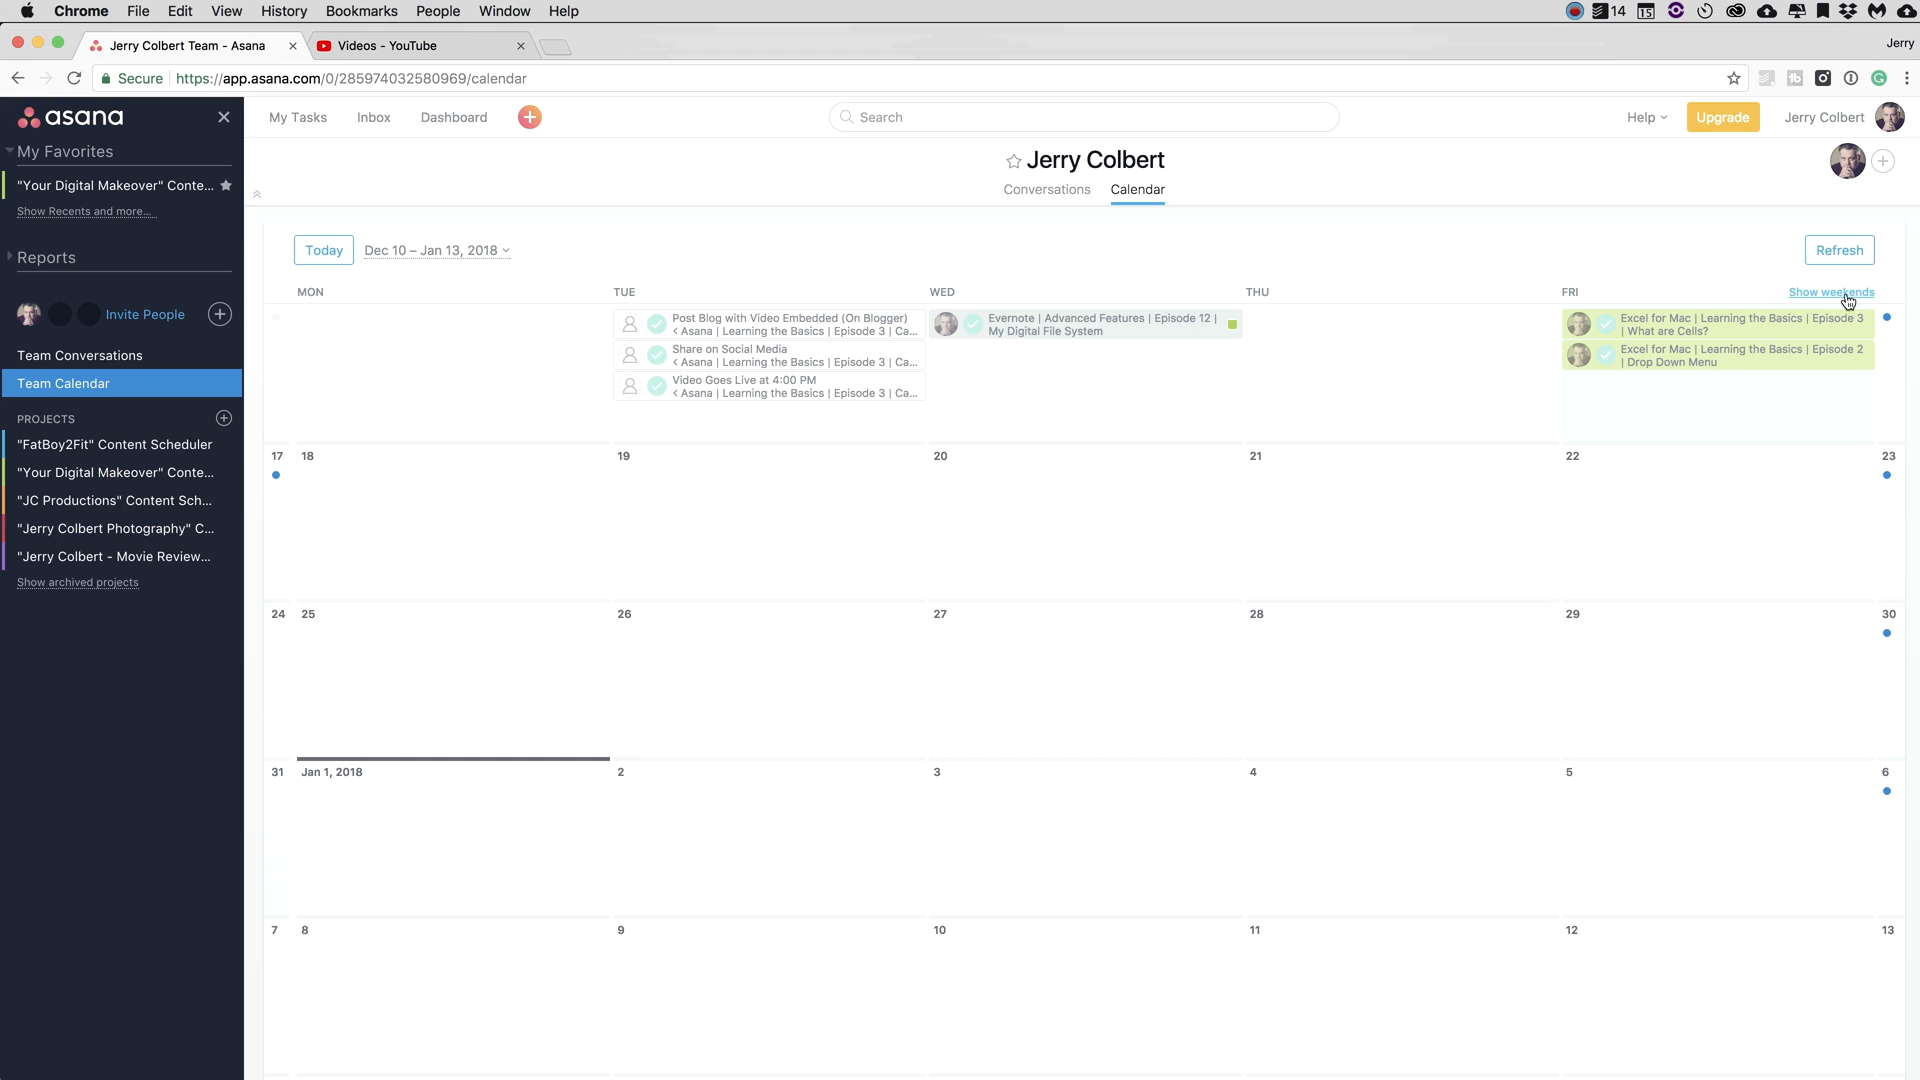 Chrome File Edit View History Bookmarks People Window Help 14 15
Jerry Colbert Team - Asana Videos - YouTube Jerry
Secure https://app.asana.com/0/285974032580969/calendar
asana My Tasks Inbox Dashboard Search Help Upgrade Jerry Colbert
My Favorites
"Your Digital Makeover" Conte...
Show Recents and more...
Reports
Invite People
Team Conversations
Team Calendar
PROJECTS
"FatBoy2Fit" Content Scheduler
"Your Digital Makeover" Conte...
"JC Productions" Content Sch...
"Jerry Colbert Photography" C...
"Jerry Colbert - Movie Review...
Show archived projects
Jerry Colbert
Conversations Calendar
Today Dec 10 – Jan 13, 2018 Refresh
MON TUE WED THU FRI Show weekends
Post Blog with Video Embedded (On Blogger)
< Asana | Learning the Basics | Episode 3 | Ca...
Share on Social Media
< Asana | Learning the Basics | Episode 3 | Ca...
Video Goes Live at 4:00 PM
< Asana | Learning the Basics | Episode 3 | Ca...
Evernote | Advanced Features | Episode 12 |
My Digital File System
Excel for Mac | Learning the Basics | Episode 3
| What are Cells?
Excel for Mac | Learning the Basics | Episode 2
| Drop Down Menu
17 18 19 20 21 22 23
24 25 26 27 28 29 30
31 Jan 1, 2018 2 3 4 5 6
7 8 9 10 11 12 13